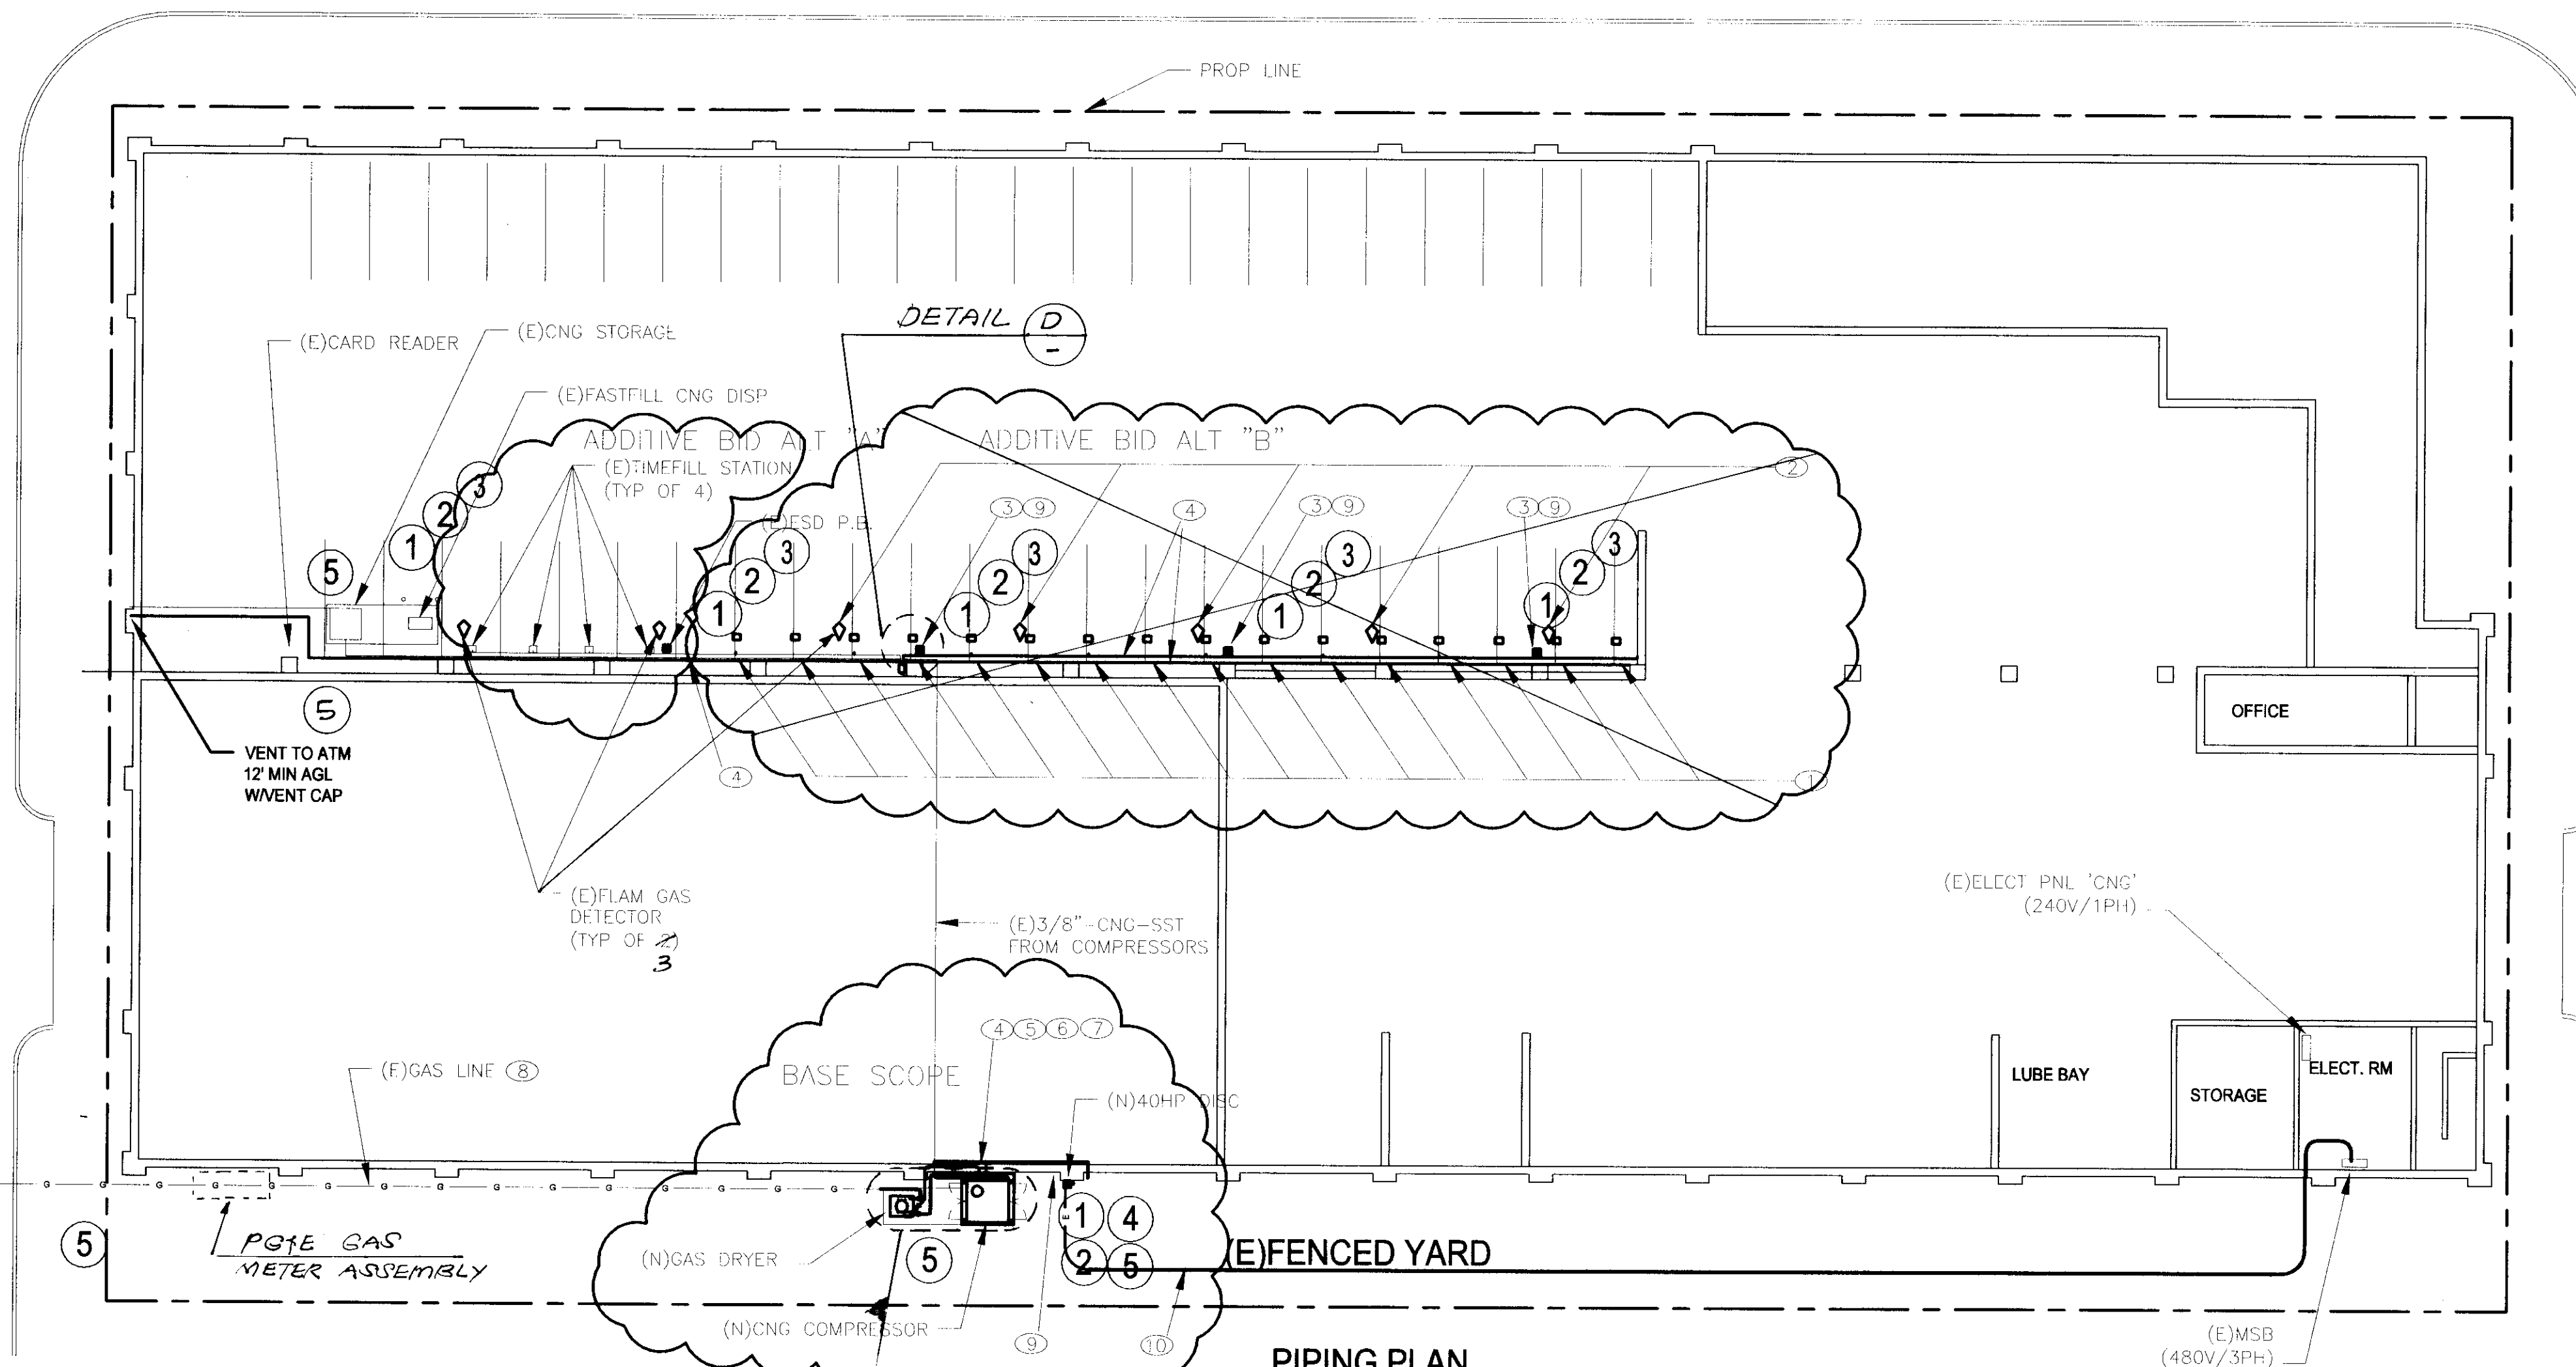 PROP LINE
DETAIL D
-
(E)CARD READER
(E)CNG STORAGE
(E)FASTFILL CNG DISP
ADDITIVE BID ALT "A"
ADDITIVE BID ALT "B"
(E)TIMEFILL STATION
(TYP OF 4)
(E)ESD P.B.
2
3 9
4
3 9
3 9
1 2 3
5
1 2 3
1 2 3
1 2 3
1 2 3
5
VENT TO ATM
12' MIN AGL
W/VENT CAP
4
1
OFFICE
(E)FLAM GAS
DETECTOR
(TYP OF 2)
3
(E)3/8"-CNG-SST
FROM COMPRESSORS
(E)ELECT PNL 'CNG'
(240V/1PH)
4 5 6 7
BASE SCOPE
(E)GAS LINE 8
(N)40HP DISC
LUBE BAY
STORAGE
ELECT. RM
G G G G G G G G G G G G G G G
E
5
PG&E GAS
METER ASSEMBLY
(N)GAS DRYER
5
1 4
2 5
(E)FENCED YARD
(N)CNG COMPRESSOR
9
10
(E)MSB
(480V/3PH)
PIPING PLAN